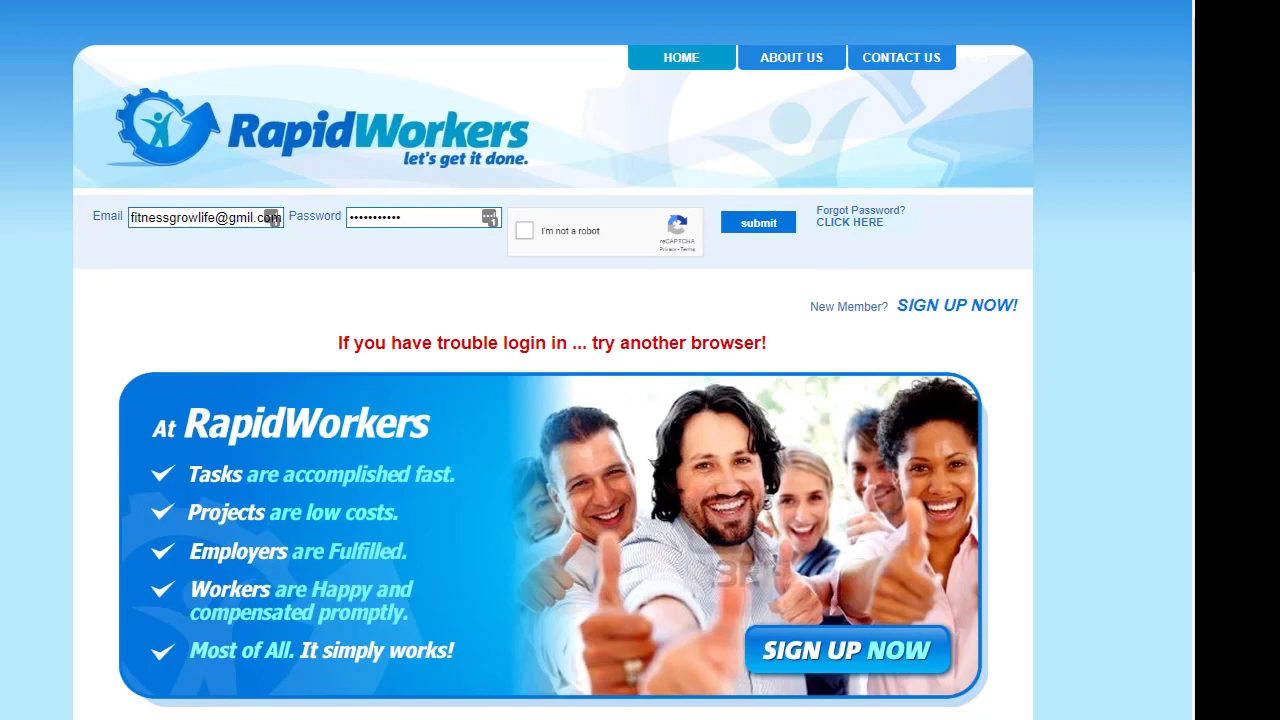 HOME ABOUT US CONTACT US
RapidWorkers
let's get it done.
Email fitnessgrowlife@gmil.com Password ••••••••••• I'm not a robot reCAPTCHA Privacy - Terms submit
Forgot Password?
CLICK HERE
New Member? SIGN UP NOW!
If you have trouble login in ... try another browser!
At RapidWorkers
Tasks are accomplished fast.
Projects are low costs.
Employers are Fulfilled.
Workers are Happy and
compensated promptly.
Most of All. It simply works!
SIGN UP NOW